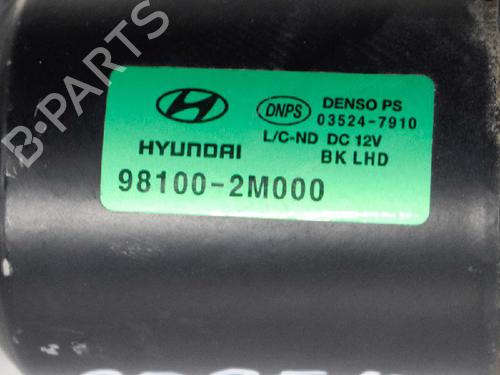 B-PARTS
HYUNDAI
98100-2M000
DNPS
DENSO PS
03524-7910
L/C-ND DC 12V
BK LHD